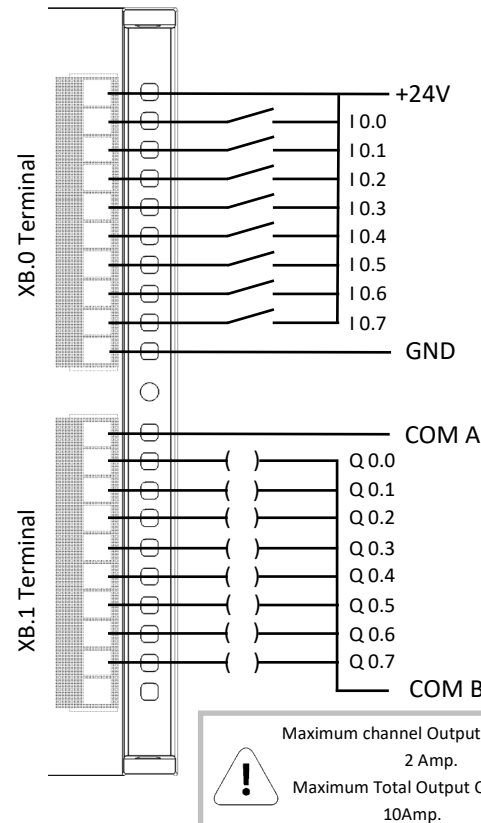 +24V
I 0.0
I 0.1
I 0.2
I 0.3
I 0.4
I 0.5
I 0.6
I 0.7
GND
XB.0 Terminal
COM A
Q 0.0
Q 0.1
Q 0.2
Q 0.3
Q 0.4
Q 0.5
Q 0.6
Q 0.7
COM B
XB.1 Terminal
Maximum channel Output
2 Amp.
!
Maximum Total Output
10Amp.